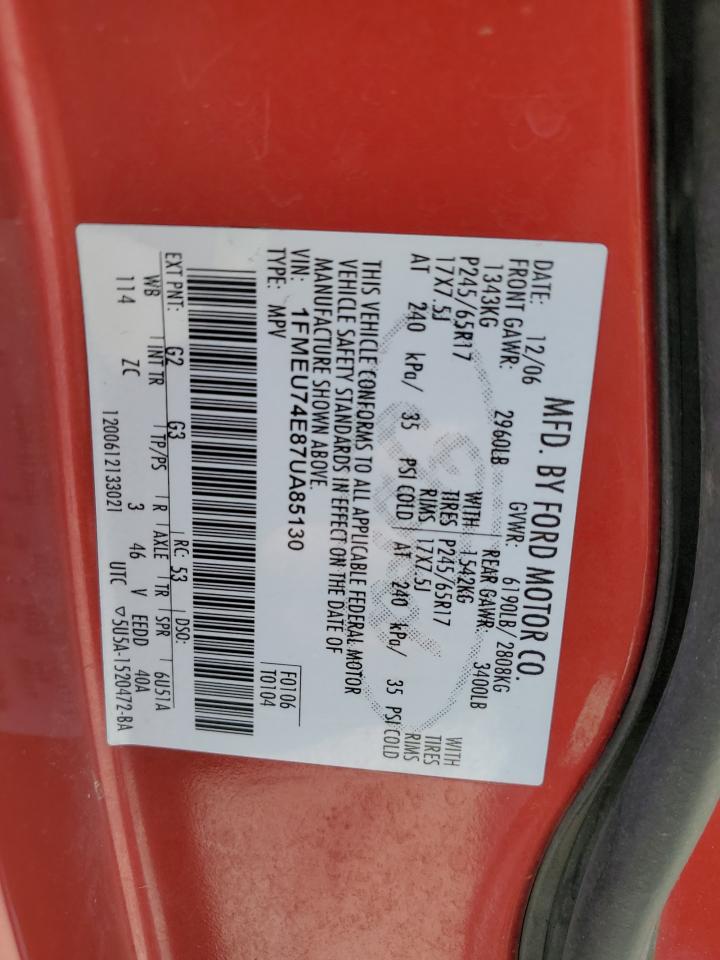 MFD. BY FORD MOTOR CO.
DATE: 12/06 GVWR: 6190LB/ 2808KG
FRONT GAWR: 2960LB REAR GAWR: 3400LB
1343KG WITH 1542KG WITH
P245/65R17 TIRES P245/65R17 TIRES
17X7.5J RIMS 17X7.5J RIMS
AT 240 kPa/ 35 PSI COLD AT 240 kPa/ 35 PSI COLD
THIS VEHICLE CONFORMS TO ALL APPLICABLE FEDERAL MOTOR
VEHICLE SAFETY STANDARDS IN EFFECT ON THE DATE OF
MANUFACTURE SHOWN ABOVE.
VIN: 1FMEU74E87UA85130 F0106
TYPE: MPV T0104
EXT PNT: G2 G3 RC: 53 DSO:
WB INT TR TP/PS R AXLE TR SPR 6U51A
114 ZC 3 46 V EEDD 40A
1200612133021 UTC ▽5U5A-1520472-BA